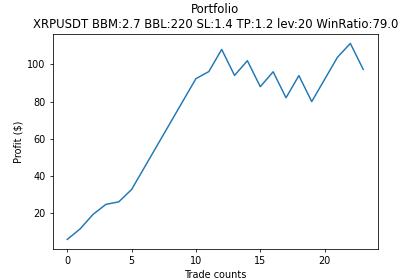 Portfolio
XRPUSDT BBM:2.7 BBL:220 SL:1.4 TP:1.2 lev:20 WinRatio:79.0
100
80
60
40
20
Profit ($)
0 5 10 15 20
Trade counts